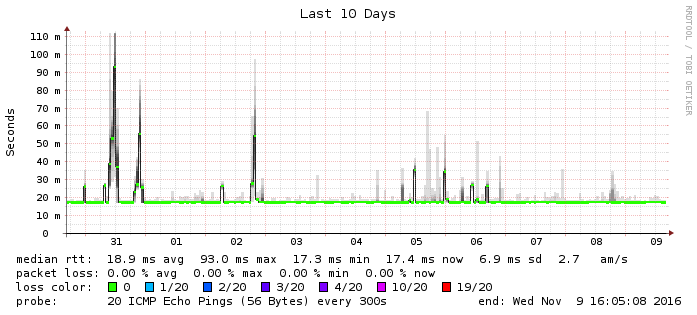 Last 10 Days
RRDTOOL / TOBI OETIKER
Seconds
110 m
100 m
90 m
80 m
70 m
60 m
50 m
40 m
30 m
20 m
10 m
0
31 01 02 03 04 05 06 07 08 09
median rtt: 18.9 ms avg 93.0 ms max 17.3 ms min 17.4 ms now 6.9 ms sd 2.7 am/s
packet loss: 0.00 % avg 0.00 % max 0.00 % min 0.00 % now
loss color: 0 1/20 2/20 3/20 4/20 10/20 19/20
probe: 20 ICMP Echo Pings (56 Bytes) every 300s end: Wed Nov 9 16:05:08 2016